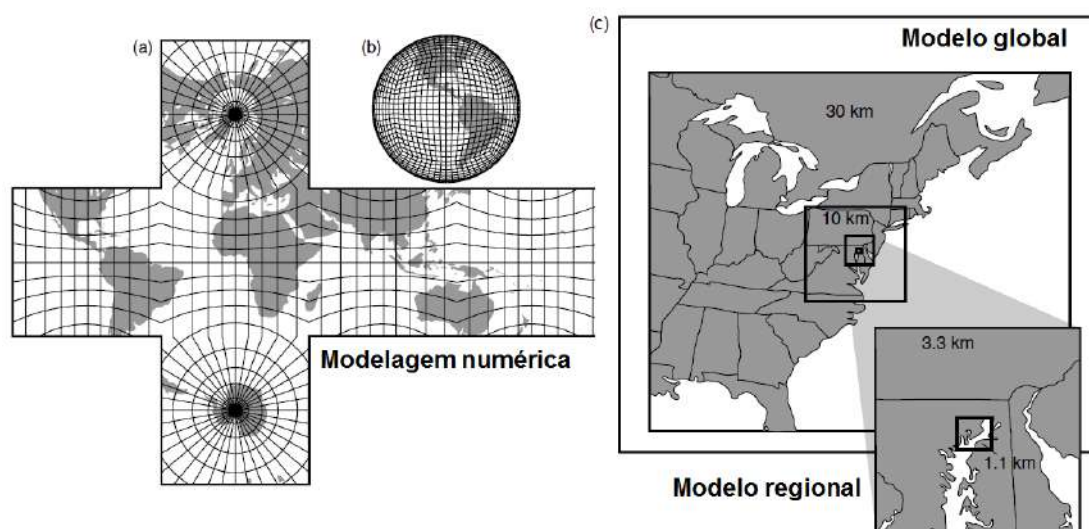 (a)
(b)
Modelagem numérica
(c)
Modelo global
30 km
10 km
3.3 km
1.1 km
Modelo regional